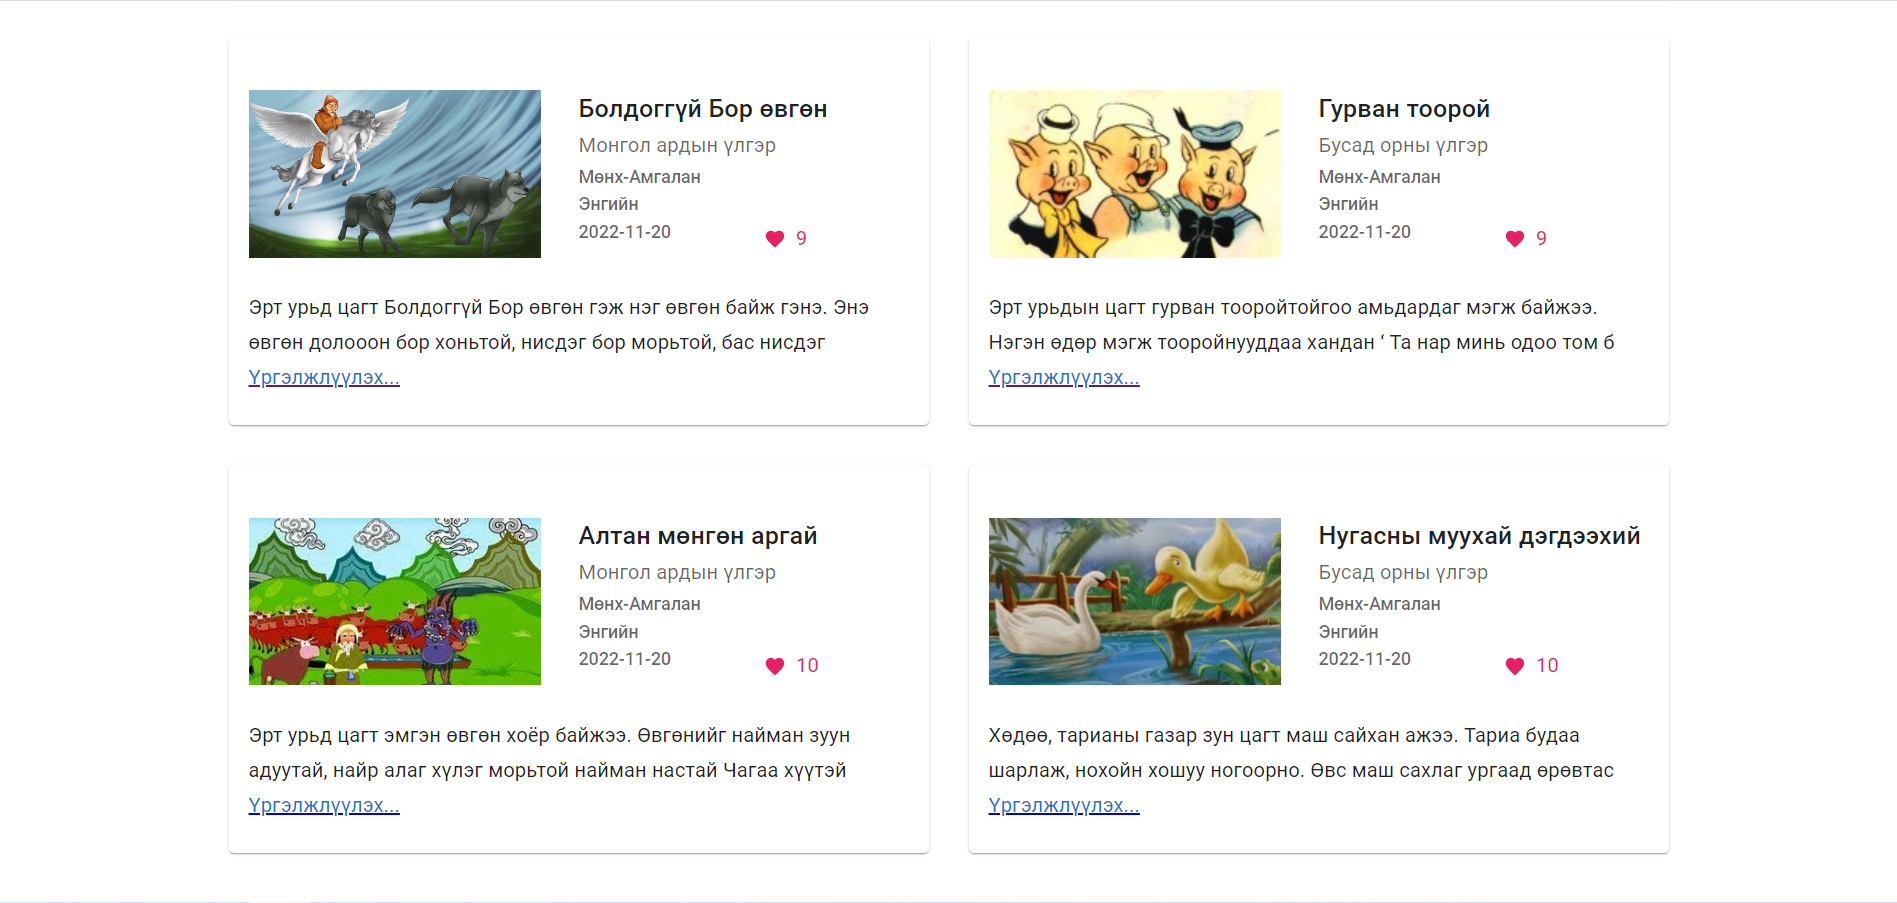 Болдоггүй Бор өвгөн
Монгол ардын үлгэр
Мөнх-Амгалан
Энгийн
2022-11-20
9
Эрт урьд цагт Болдоггүй Бор өвгөн гэж нэг өвгөн байж гэнэ. Энэ
өвгөн долооон бор хоньтой, нисдэг бор морьтой, бас нисдэг
Үргэлжлүүлэх...
Гурван тоорой
Бусад орны үлгэр
Мөнх-Амгалан
Энгийн
2022-11-20
9
Эрт урьдын цагт гурван тооройтойгоо амьдардаг мэгж байжээ.
Нэгэн өдөр мэгж тооройнууддаа хандан ‘ Та нар минь одоо том б
Үргэлжлүүлэх...
Алтан мөнгөн аргай
Монгол ардын үлгэр
Мөнх-Амгалан
Энгийн
2022-11-20
10
Эрт урьд цагт эмгэн өвгөн хоёр байжээ. Өвгөнийг найман зуун
адуутай, найр алаг хүлэг морьтой найман настай Чагаа хүүтэй
Үргэлжлүүлэх...
Нугасны муухай дэгдээхий
Бусад орны үлгэр
Мөнх-Амгалан
Энгийн
2022-11-20
10
Хөдөө, тарианы газар зун цагт маш сайхан ажээ. Тариа будаа
шарлаж, нохойн хошуу ногоорно. Өвс маш сахлаг ургаад өрөвтас
Үргэлжлүүлэх...